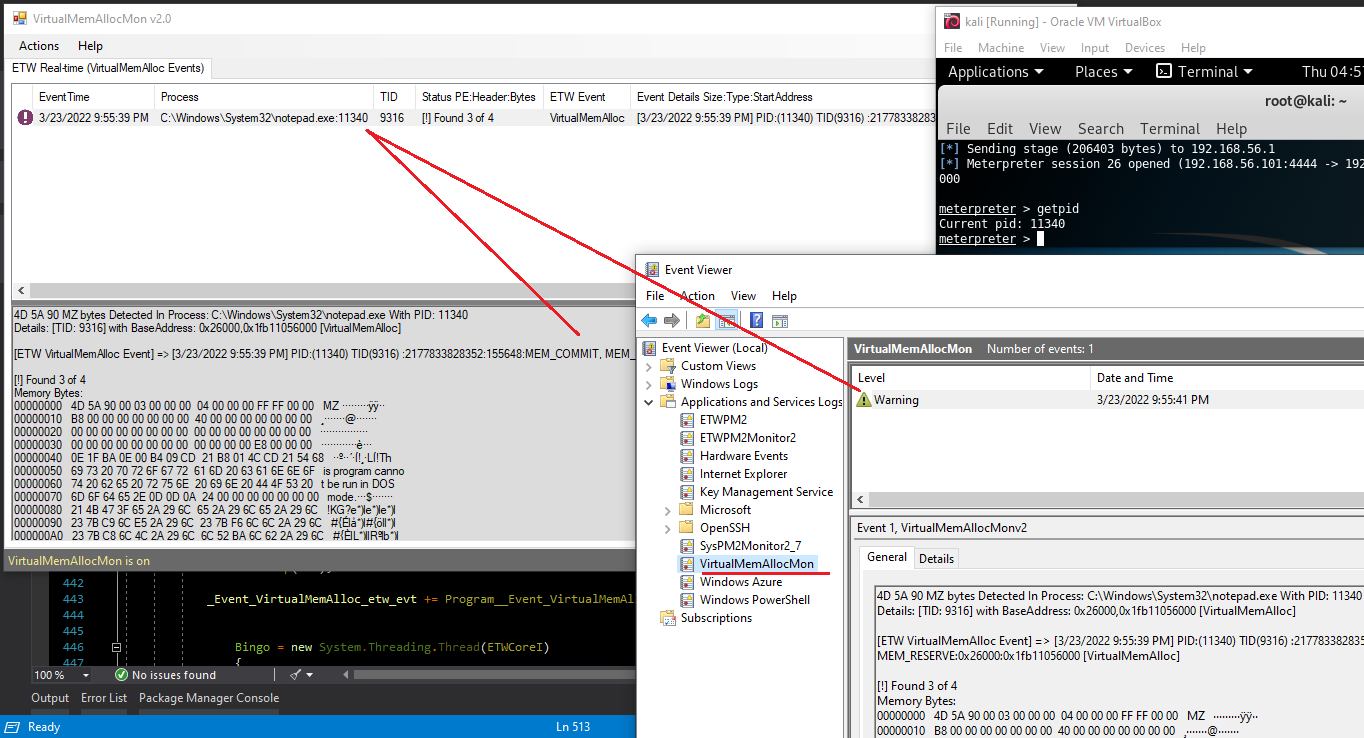 VirtualMemAllocMon v2.0
Actions Help
ETW Real-time (VirtualMemAlloc Events)
EventTime Process TID Status PE:Header:Bytes ETW Event Event Details Size:Type:StartAddress
3/23/2022 9:55:39 PM C:\Windows\System32\notepad.exe:11340 9316 [!] Found 3 of 4 VirtualMemAlloc [3/23/2022 9:55:39 PM] PID:(11340) TID(9316) :21778338283
4D 5A 90 MZ bytes Detected In Process: C:\Windows\System32\notepad.exe With PID: 11340
Details: [TID: 9316] with BaseAddress: 0x26000,0x1fb11056000 [VirtualMemAlloc]
[ETW VirtualMemAlloc Event] => [3/23/2022 9:55:39 PM] PID:(11340) TID(9316) :2177833828352:155648:MEM_COMMIT, MEM_
[!] Found 3 of 4
Memory Bytes:
00000000 4D 5A 90 00 03 00 00 00 04 00 00 00 FF FF 00 00 MZ ·········ÿÿ··
00000010 B8 00 00 00 00 00 00 00 40 00 00 00 00 00 00 00 ¸·······@·······
00000020 00 00 00 00 00 00 00 00 00 00 00 00 00 00 00 00 ················
00000030 00 00 00 00 00 00 00 00 00 00 00 00 E8 00 00 00 ············è···
00000040 0E 1F BA 0E 00 B4 09 CD 21 B8 01 4C CD 21 54 68 ··º··´·Í!¸·LÍ!Th
00000050 69 73 20 70 72 6F 67 72 61 6D 20 63 61 6E 6E 6F is program canno
00000060 74 20 62 65 20 72 75 6E 20 69 6E 20 44 4F 53 20 t be run in DOS
00000070 6D 6F 64 65 2E 0D 0D 0A 24 00 00 00 00 00 00 00 mode.···$·······
00000080 21 4B 47 3F 65 2A 29 6C 65 2A 29 6C 65 2A 29 6C !KG?e*)le*)le*)l
00000090 23 7B C9 6C E5 2A 29 6C 23 7B F6 6C 6C 2A 29 6C #{Élå*)l#{öll*)l
000000A0 23 7B C8 6C 4C 2A 29 6C 6C 52 BA 6C 62 2A 29 6C #{ÈlL*)llRºlb*)l
VirtualMemAllocMon is on
442
443 _Event_VirtualMemAlloc_etw_evt += Program__Event_VirtualMemAl
444
445
446 Bingo = new System.Threading.Thread(ETWCoreI)
447 {
100 % No issues found
Output Error List Package Manager Console
Ready Ln 513
kali [Running] - Oracle VM VirtualBox
File Machine View Input Devices Help
Applications Places Terminal Thu 04:57
root@kali: ~
File Edit View Search Terminal Help
[*] Sending stage (206403 bytes) to 192.168.56.1
[*] Meterpreter session 26 opened (192.168.56.101:4444 -> 192
000
meterpreter > getpid
Current pid: 11340
meterpreter >
Event Viewer
File Action View Help
Event Viewer (Local)
Custom Views
Windows Logs
Applications and Services Logs
ETWPM2
ETWPM2Monitor2
Hardware Events
Internet Explorer
Key Management Service
Microsoft
OpenSSH
SysPM2Monitor2_7
VirtualMemAllocMon
Windows Azure
Windows PowerShell
Subscriptions
VirtualMemAllocMon Number of events: 1
Level Date and Time
Warning 3/23/2022 9:55:41 PM
Event 1, VirtualMemAllocMonv2
General Details
4D 5A 90 MZ bytes Detected In Process: C:\Windows\System32\notepad.exe With PID: 11340
Details: [TID: 9316] with BaseAddress: 0x26000,0x1fb11056000 [VirtualMemAlloc]
[ETW VirtualMemAlloc Event] => [3/23/2022 9:55:39 PM] PID:(11340) TID(9316) :217783382835
MEM_RESERVE:0x26000:0x1fb11056000 [VirtualMemAlloc]
[!] Found 3 of 4
Memory Bytes:
00000000 4D 5A 90 00 03 00 00 00 04 00 00 00 FF FF 00 00 MZ ·········ÿÿ··
00000010 B8 00 00 00 00 00 00 00 40 00 00 00 00 00 00 00 ¸·······@·······